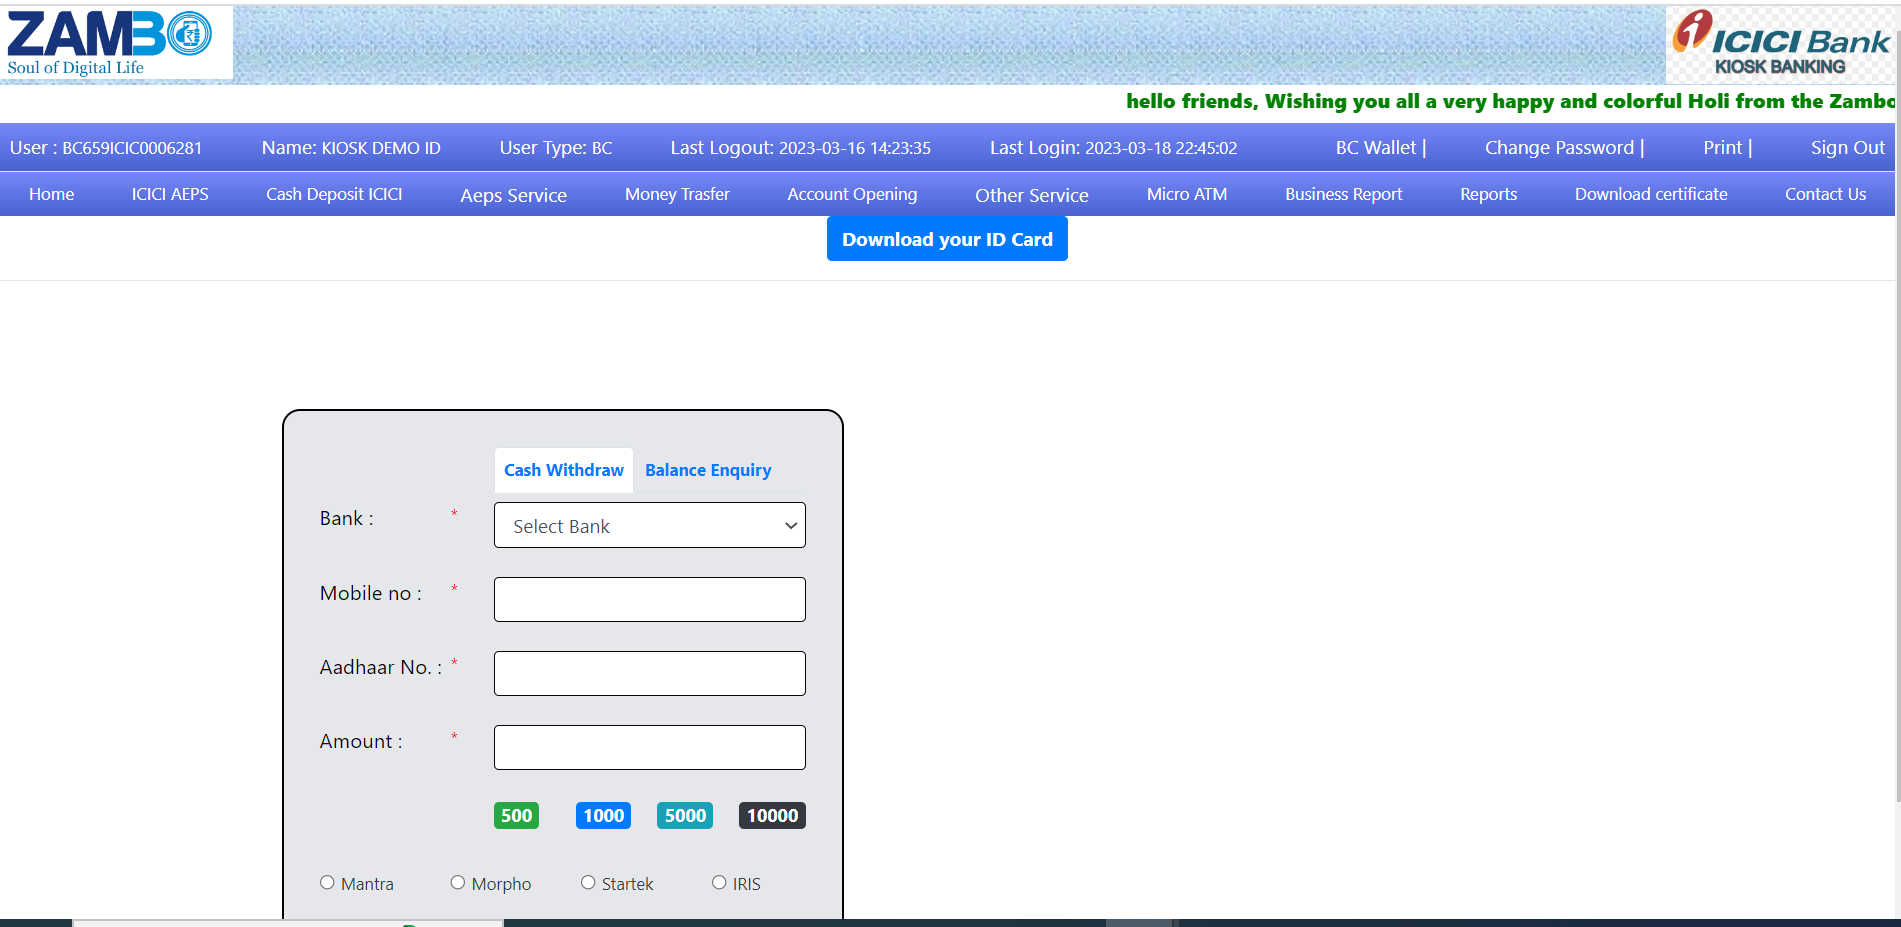 ZAMBO
Soul of Digital Life
ICICI Bank
KIOSK BANKING
hello friends, Wishing you all a very happy and colorful Holi from the Zambo
User : BC659ICIC0006281 Name: KIOSK DEMO ID User Type: BC Last Logout: 2023-03-16 14:23:35 Last Login: 2023-03-18 22:45:02 BC Wallet | Change Password | Print | Sign Out
Home ICICI AEPS Cash Deposit ICICI Aeps Service Money Trasfer Account Opening Other Service Micro ATM Business Report Reports Download certificate Contact Us
Download your ID Card
Cash Withdraw Balance Enquiry
Bank : * Select Bank
Mobile no : *
Aadhaar No. : *
Amount : *
500 1000 5000 10000
Mantra Morpho Startek IRIS